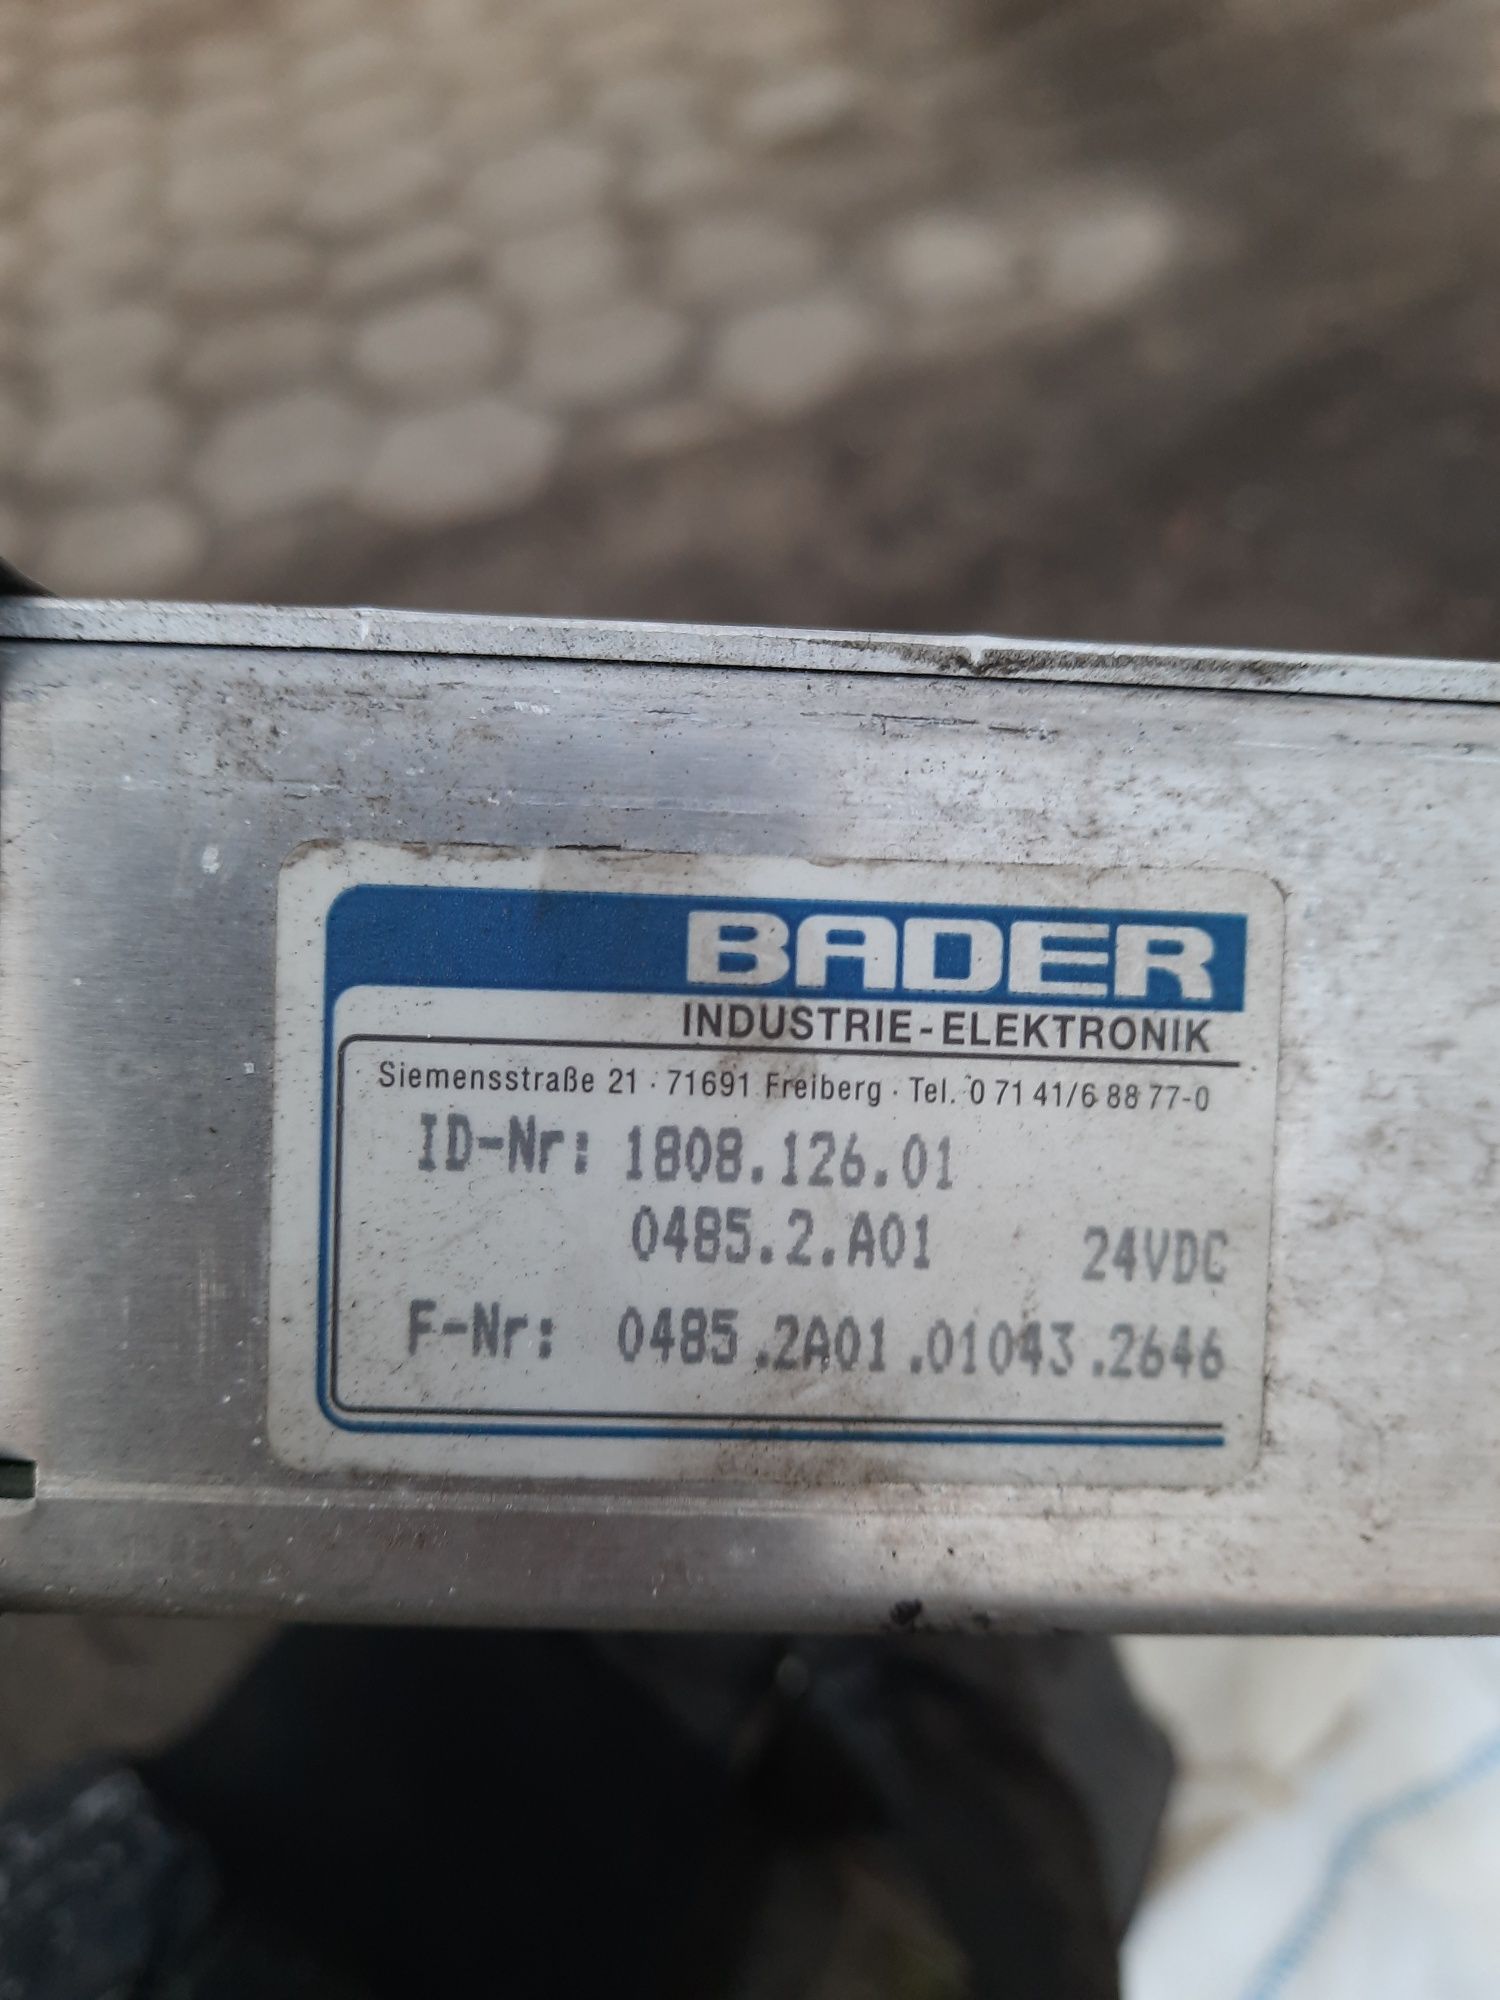 BADER
INDUSTRIE-ELEKTRONIK
Siemensstraße 21 · 71691 Freiberg · Tel. 0 71 41/6 88 77-0
ID-Nr: 1808.126.01
0485.2.A01 24VDC
F-Nr: 0485.2A01.01043.2646